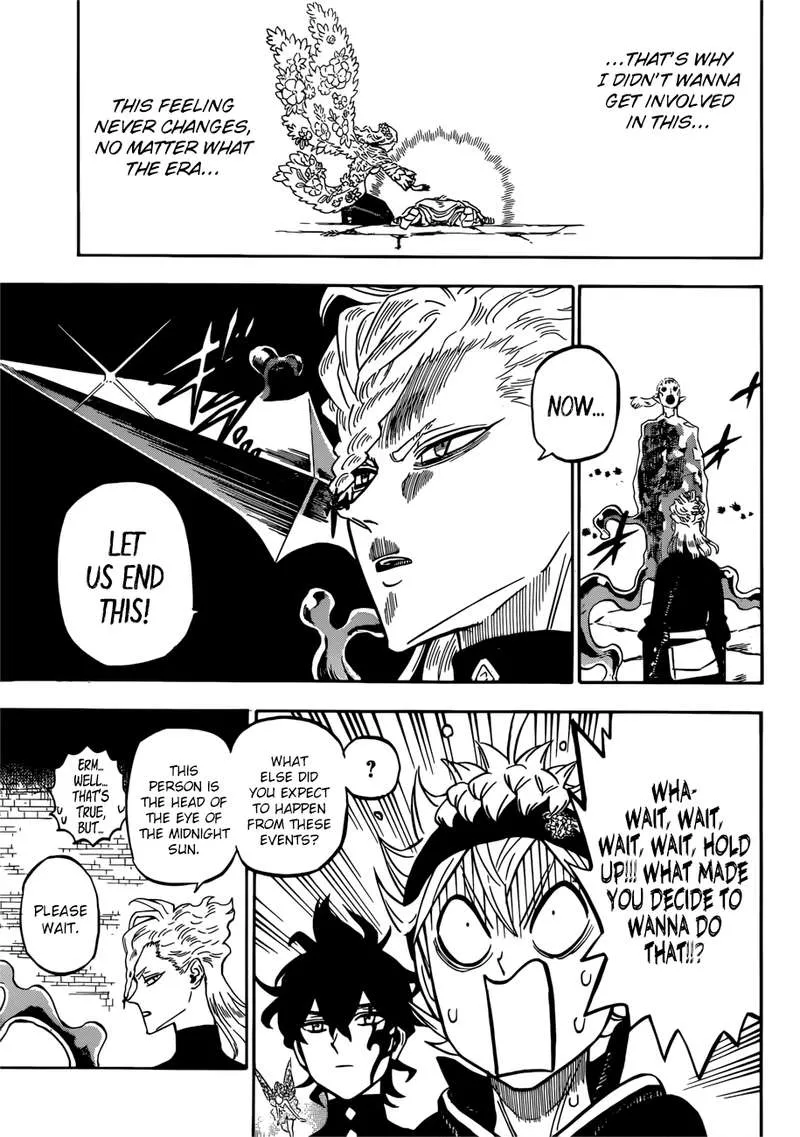 ...THAT'S WHY
I DIDN'T WANNA
GET INVOLVED
IN THIS...
THIS FEELING
NEVER CHANGES,
NO MATTER WHAT
THE ERA...
NOW...
LET
US END
THIS!
WHA-
WAIT, WAIT,
WAIT, WAIT, HOLD
UP!!! WHAT MADE
YOU DECIDE TO
WANNA DO
THAT!!?
?
WHAT
ELSE DID YOU
EXPECT TO
HAPPEN
FROM THESE
EVENTS?
THIS
PERSON IS
THE HEAD OF
THE EYE OF
THE MIDNIGHT
SUN.
ERM...
WELL...
THAT'S
TRUE,
BUT...
PLEASE
WAIT.